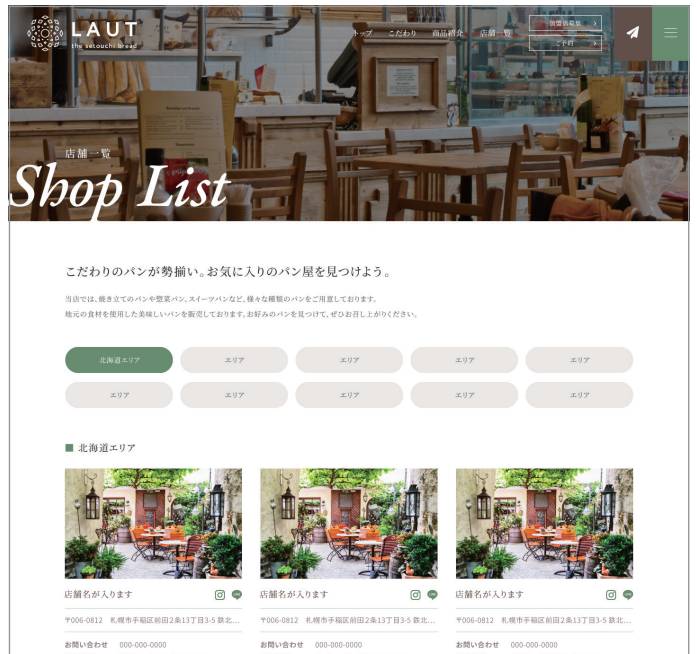 LAUT
the setouchi bread
トップ こだわり 商品紹介 店舗一覧
加盟店募集
ご予約
店舗一覧
Shop List
こだわりのパンが勢揃い。お気に入りのパン屋を見つけよう。
当店では、焼き立てのパンや惣菜パン、スイーツパンなど、様々な種類のパンをご用意しております。
地元の食材を使用した美味しいパンを販売しております。お好みのパンを見つけて、ぜひお召し上がりください。
北海道エリア エリア エリア エリア エリア
エリア エリア エリア エリア エリア
北海道エリア
店舗名が入ります 店舗名が入ります 店舗名が入ります
〒006-0812 札幌市手稲区前田2条13丁目3-5 鉄北… 〒006-0812 札幌市手稲区前田2条13丁目3-5 鉄北… 〒006-0812 札幌市手稲区前田2条13丁目3-5 鉄北…
お問い合わせ 000-000-0000 お問い合わせ 000-000-0000 お問い合わせ 000-000-0000